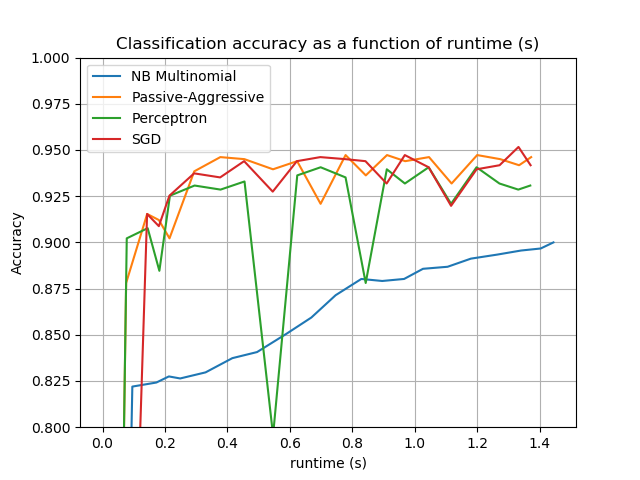 Classification accuracy as a function of runtime (s)
NB Multinomial
Passive-Aggressive
Perceptron
SGD
1.000
0.975
0.950
0.925
0.900
0.875
0.850
0.825
0.800
Accuracy
0.0 0.2 0.4 0.6 0.8 1.0 1.2 1.4
runtime (s)